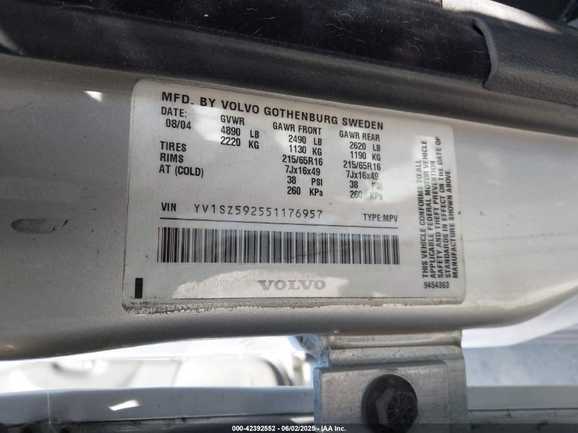 MFD. BY VOLVO GOTHENBURG SWEDEN
DATE: GVWR GAWR FRONT GAWR REAR
08/04 4890 LB 2490 LB 2620 LB
2220 KG 1130 KG 1190 KG
TIRES 215/65R16 215/65R16
RIMS 7Jx16x49 7Jx16x49
AT (COLD) 38 PSI 38 PSI
260 KPa 260 KPa
VIN YV1SZ592551176957 TYPE:MPV
THIS VEHICLE CONFORMS TO ALL
APPLICABLE FEDERAL MOTOR VEHICLE
SAFETY AND THEFT PREVENTION
STANDARDS IN EFFECT ON THE DATE OF
MANUFACTURE SHOWN ABOVE.
9454363
VOLVO
000-42392552 06/02/2025 IAA Inc.